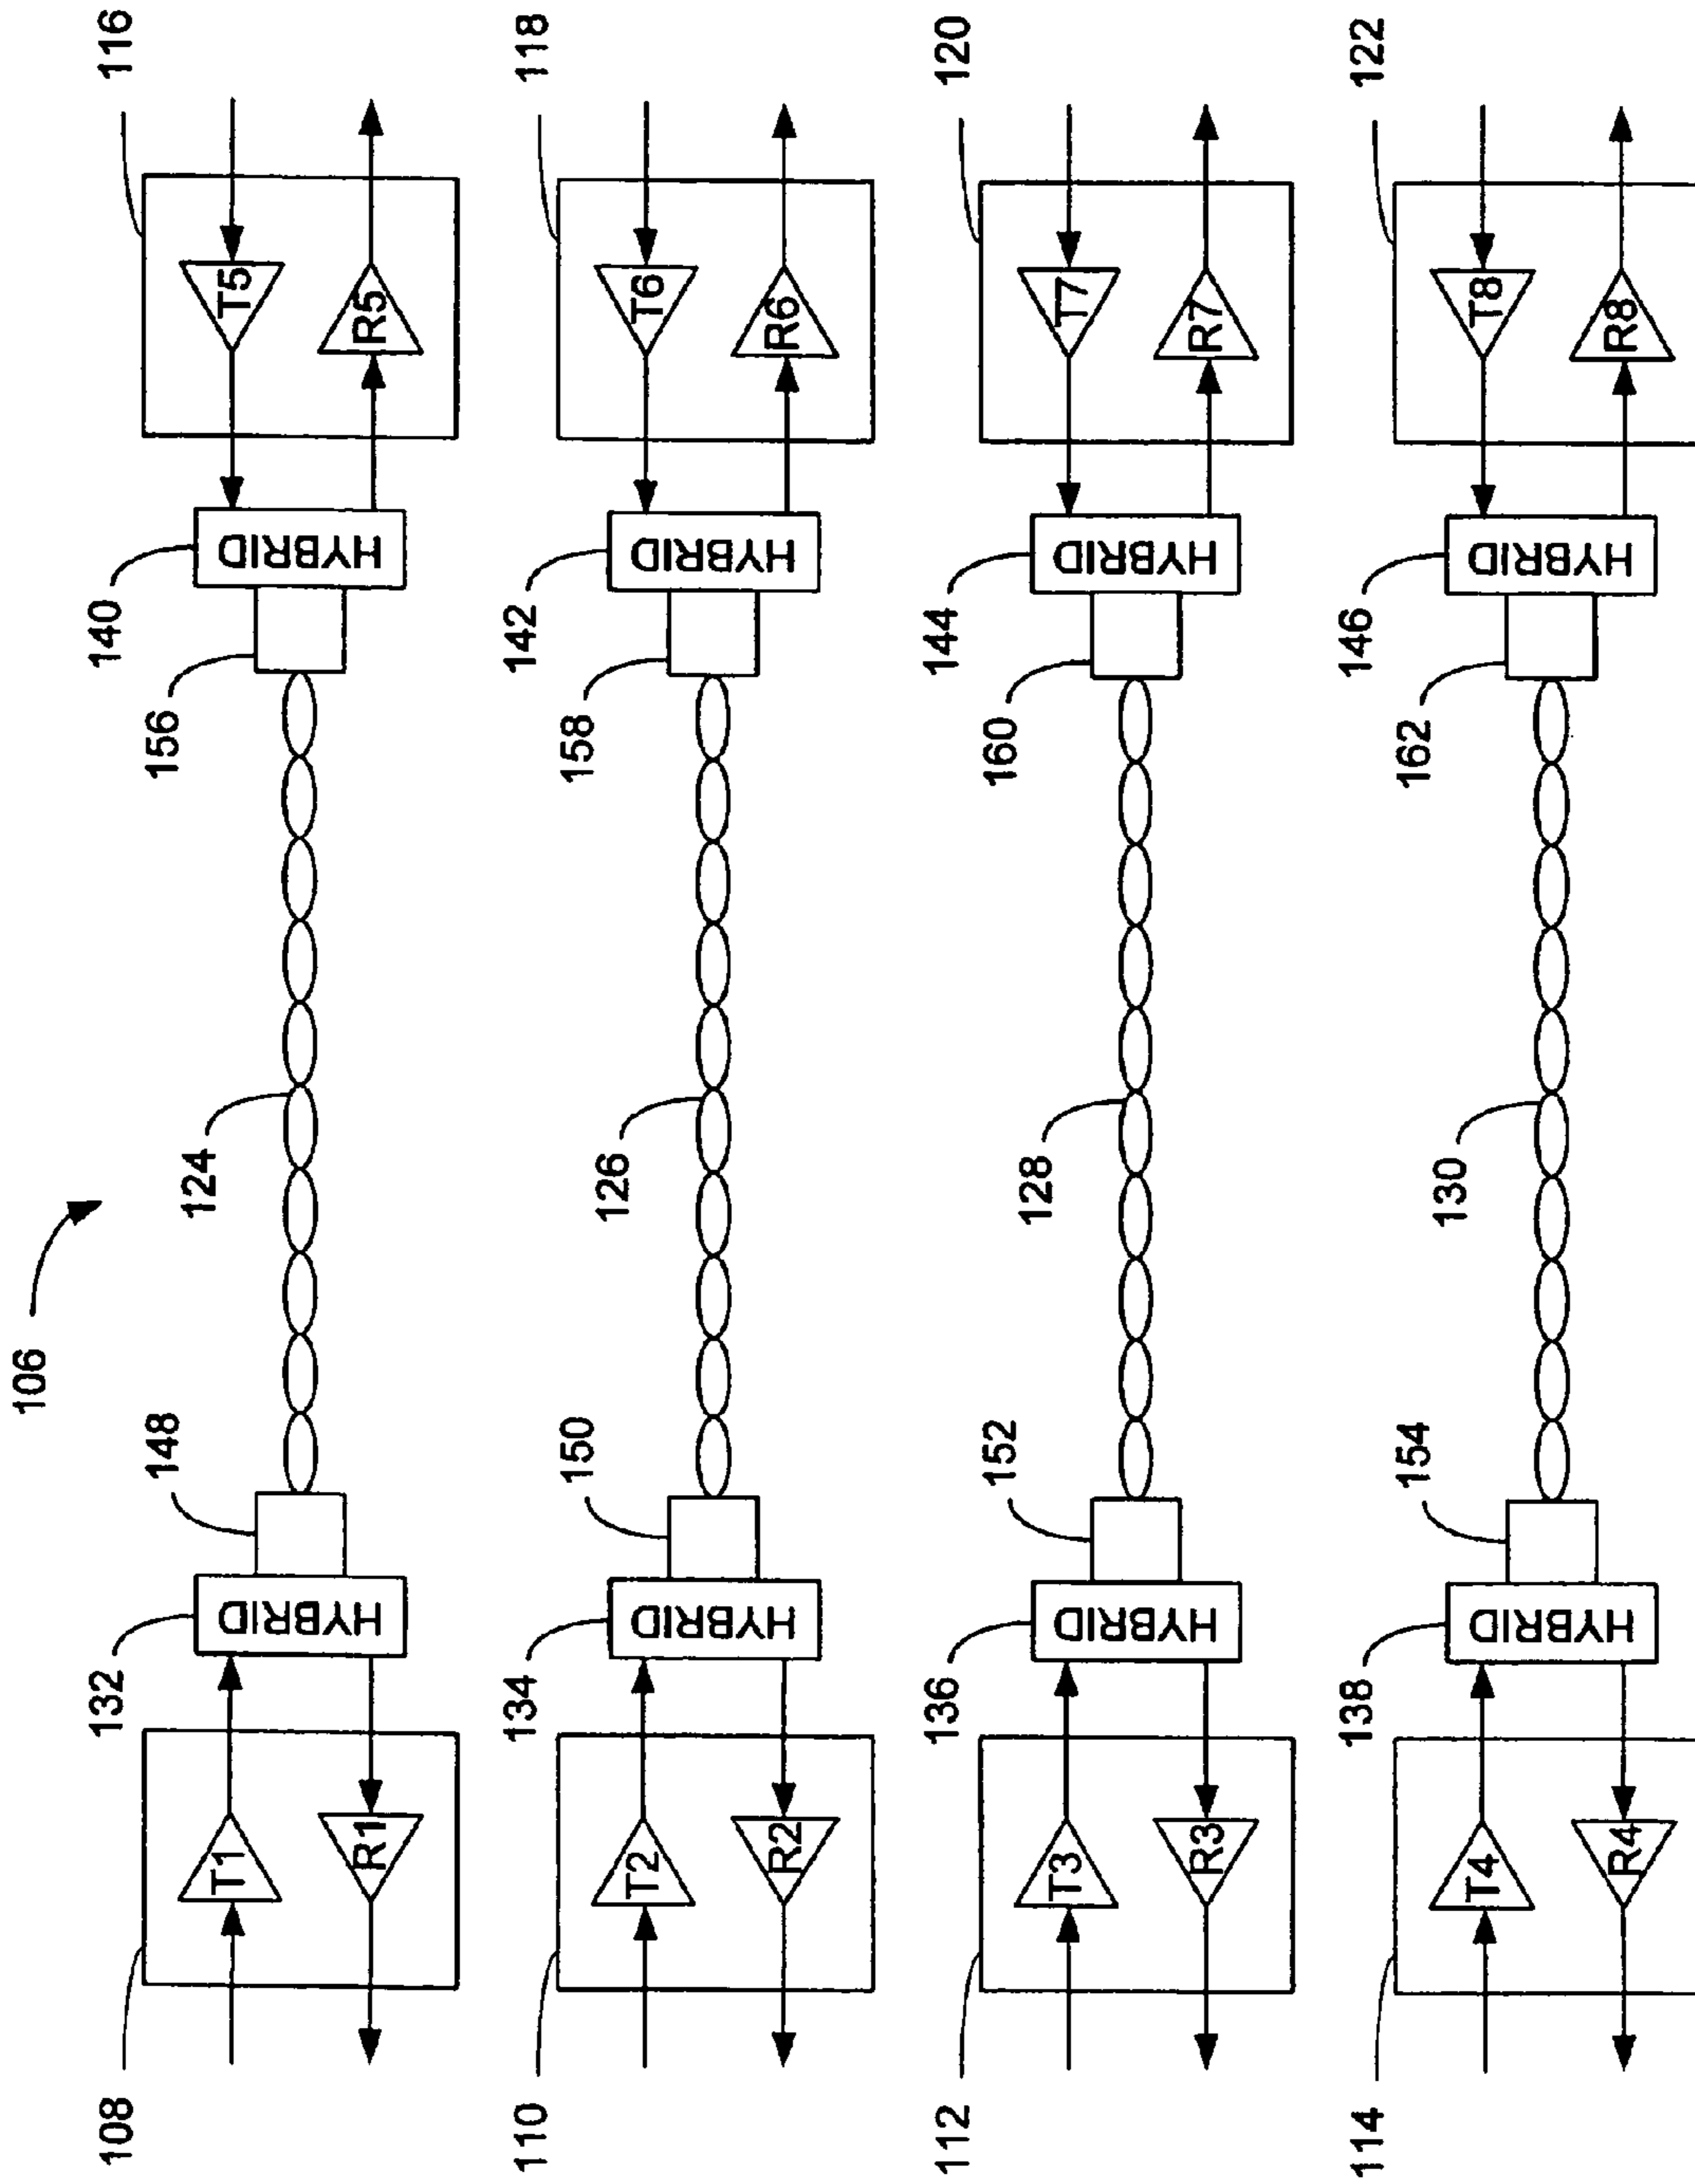 106
108
132
148
124
156
140
116
T1
R1
HYBRID
HYBRID
T5
R5
110
134
150
126
158
142
118
T2
R2
HYBRID
HYBRID
T6
R6
112
136
152
128
160
144
120
T3
R3
HYBRID
HYBRID
T7
R7
114
138
154
130
162
146
122
T4
R4
HYBRID
HYBRID
T8
R8